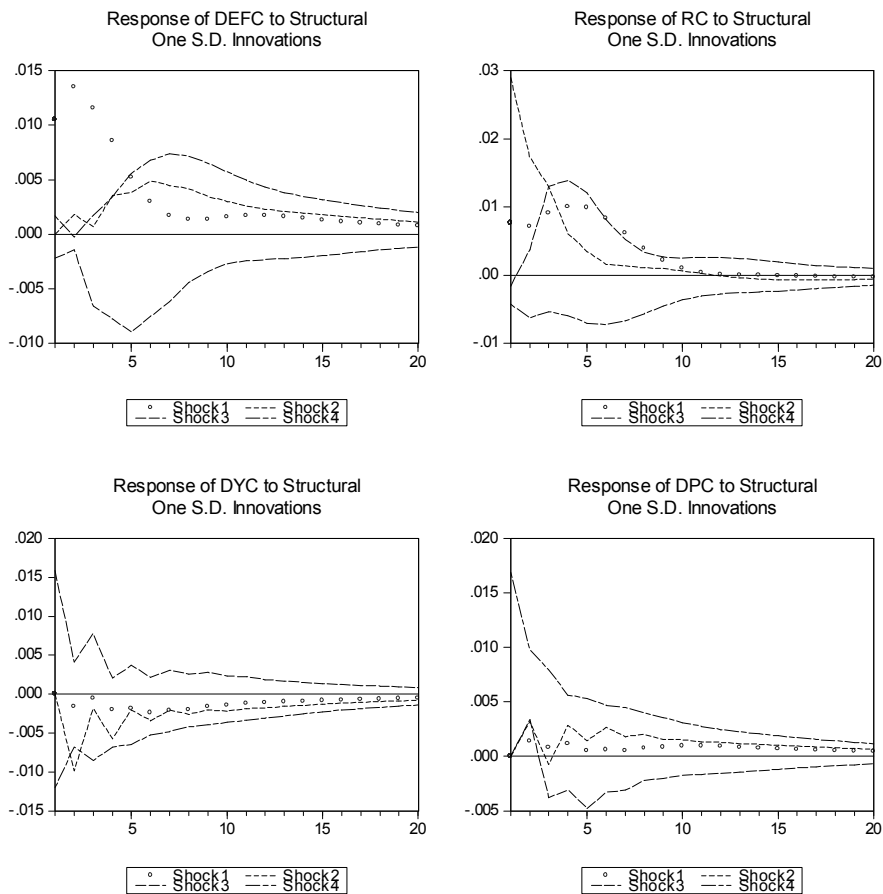 Response of DEFC to Structural
One S.D. Innovations
.015
.010
.005
.000
-.005
-.010
5 10 15 20
Shock1 Shock2
Shock3 Shock4
Response of RC to Structural
One S.D. Innovations
.03
.02
.01
.00
-.01
5 10 15 20
Shock1 Shock2
Shock3 Shock4
Response of DYC to Structural
One S.D. Innovations
.020
.015
.010
.005
.000
-.005
-.010
-.015
5 10 15 20
Shock1 Shock2
Shock3 Shock4
Response of DPC to Structural
One S.D. Innovations
.020
.015
.010
.005
.000
-.005
5 10 15 20
Shock1 Shock2
Shock3 Shock4